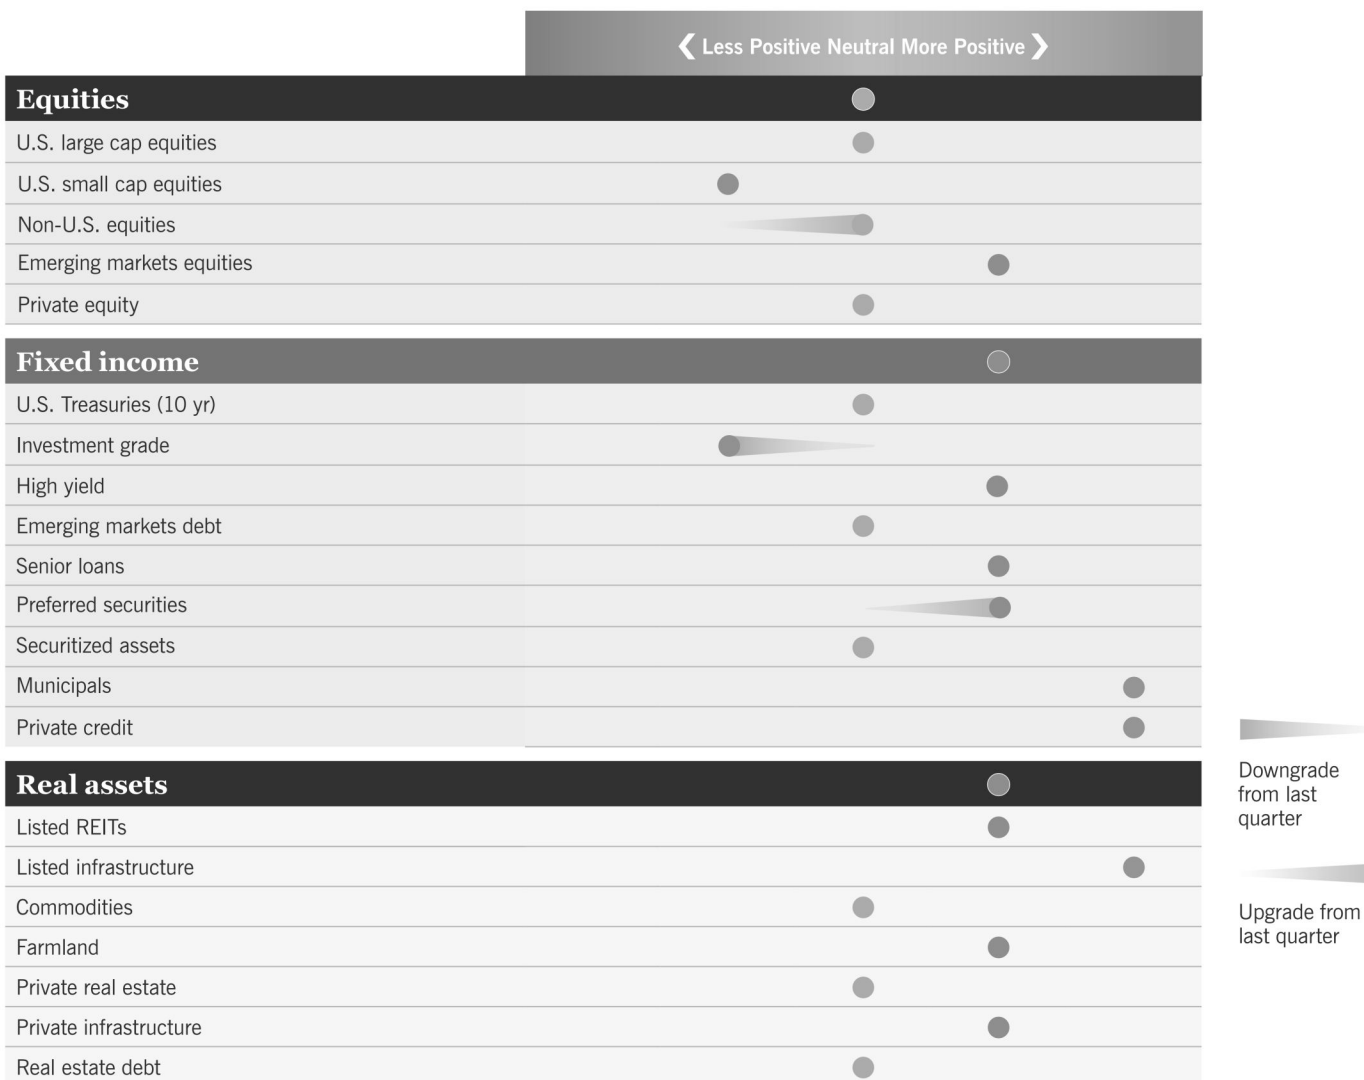 ❮ Less Positive Neutral More Positive ❯
Equities
U.S. large cap equities
U.S. small cap equities
Non-U.S. equities
Emerging markets equities
Private equity
Fixed income
U.S. Treasuries (10 yr)
Investment grade
High yield
Emerging markets debt
Senior loans
Preferred securities
Securitized assets
Municipals
Private credit
Real assets
Listed REITs
Listed infrastructure
Commodities
Farmland
Private real estate
Private infrastructure
Real estate debt
Downgrade
from last
quarter
Upgrade from
last quarter